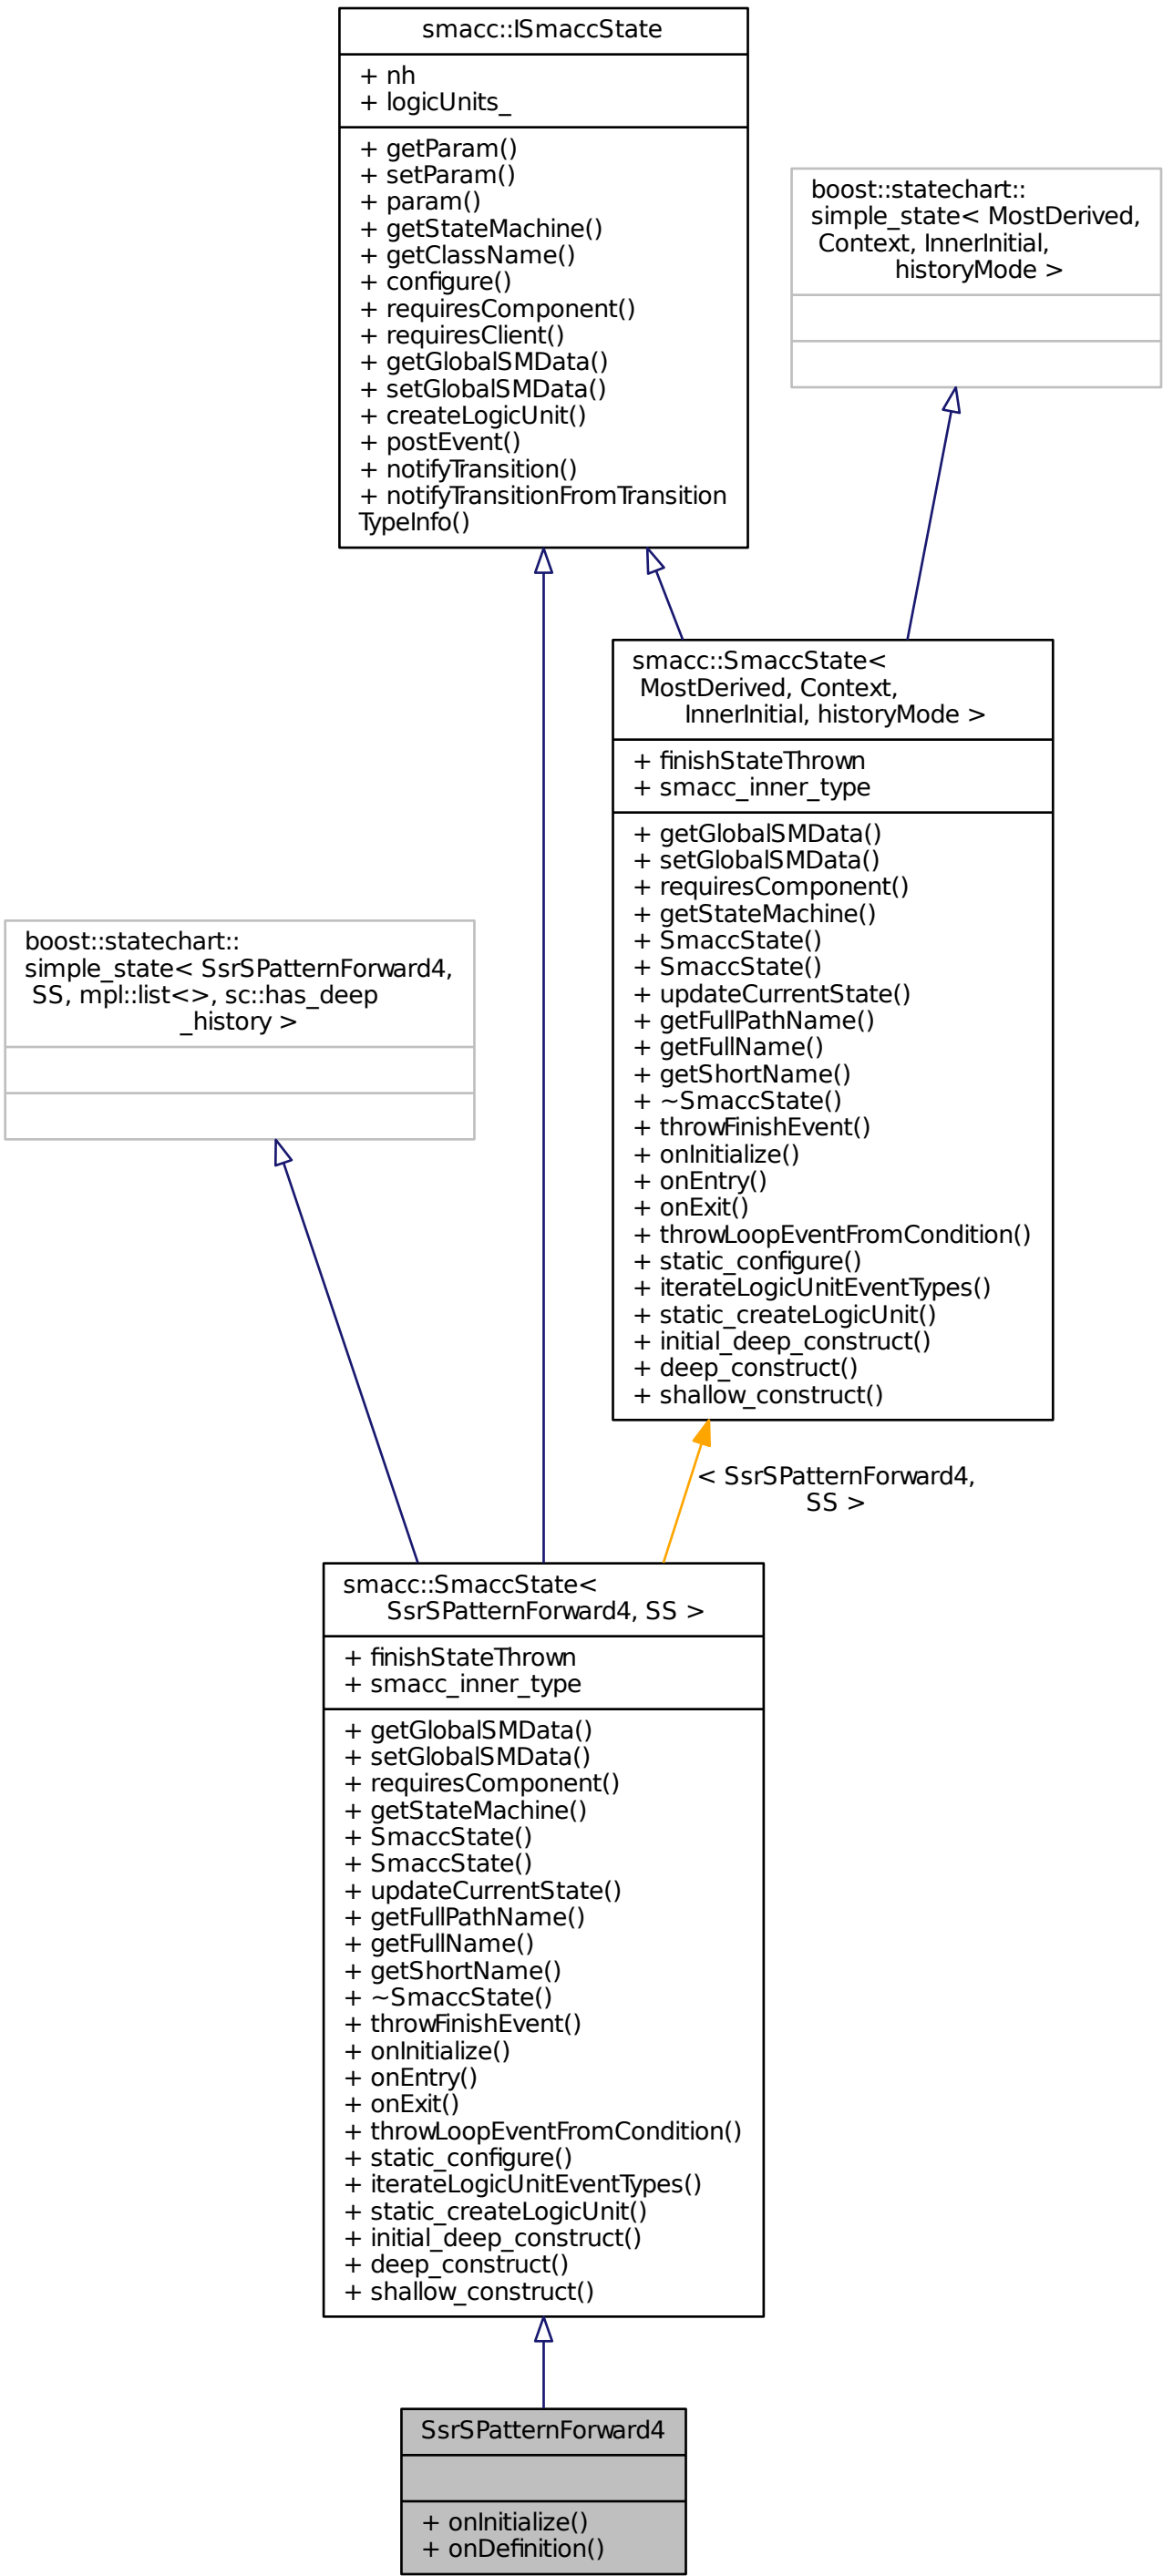 smacc::ISmaccState
+ nh
+ logicUnits_
+ getParam()
+ setParam()
+ param()
+ getStateMachine()
+ getClassName()
+ configure()
+ requiresComponent()
+ requiresClient()
+ getGlobalSMData()
+ setGlobalSMData()
+ createLogicUnit()
+ postEvent()
+ notifyTransition()
+ notifyTransitionFromTransition
TypeInfo()
boost::statechart::
simple_state< MostDerived,
Context, InnerInitial,
historyMode >
smacc::SmaccState<
MostDerived, Context,
InnerInitial, historyMode >
+ finishStateThrown
+ smacc_inner_type
+ getGlobalSMData()
+ setGlobalSMData()
+ requiresComponent()
+ getStateMachine()
+ SmaccState()
+ SmaccState()
+ updateCurrentState()
+ getFullPathName()
+ getFullName()
+ getShortName()
+ ~SmaccState()
+ throwFinishEvent()
+ onInitialize()
+ onEntry()
+ onExit()
+ throwLoopEventFromCondition()
+ static_configure()
+ iterateLogicUnitEventTypes()
+ static_createLogicUnit()
+ initial_deep_construct()
+ deep_construct()
+ shallow_construct()
boost::statechart::
simple_state< SsrSPatternForward4,
SS, mpl::list<>, sc::has_deep
_history >
< SsrSPatternForward4,
SS >
smacc::SmaccState<
SsrSPatternForward4, SS >
+ finishStateThrown
+ smacc_inner_type
+ getGlobalSMData()
+ setGlobalSMData()
+ requiresComponent()
+ getStateMachine()
+ SmaccState()
+ SmaccState()
+ updateCurrentState()
+ getFullPathName()
+ getFullName()
+ getShortName()
+ ~SmaccState()
+ throwFinishEvent()
+ onInitialize()
+ onEntry()
+ onExit()
+ throwLoopEventFromCondition()
+ static_configure()
+ iterateLogicUnitEventTypes()
+ static_createLogicUnit()
+ initial_deep_construct()
+ deep_construct()
+ shallow_construct()
SsrSPatternForward4
+ onInitialize()
+ onDefinition()